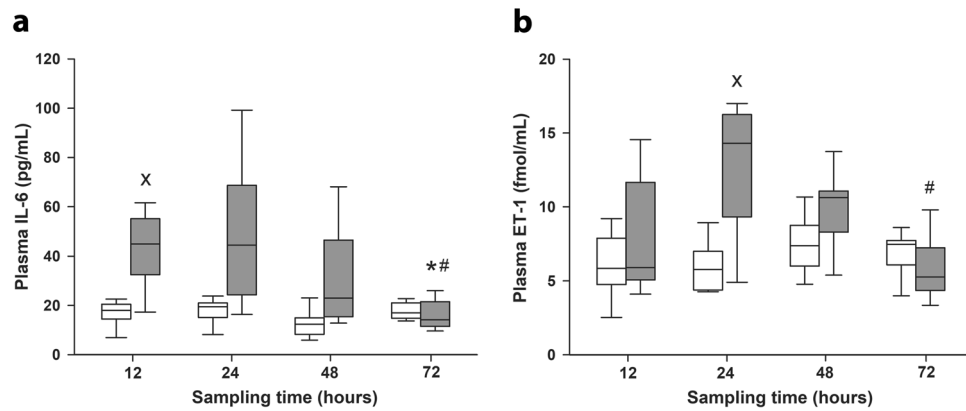 a
Plasma IL-6 (pg/mL)
120
100
80
60
40
20
0
x
*#
12 24 48 72
Sampling time (hours)
b
Plasma ET-1 (fmol/mL)
20
15
10
5
0
x
#
12 24 48 72
Sampling time (hours)